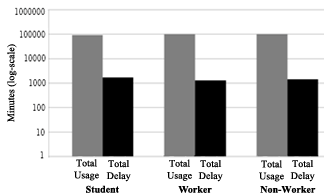 Minutes (log-scale)
1000000
100000
10000
1000
100
10
1
Total Usage
Total Delay
Total Usage
Total Delay
Total Usage
Total Delay
Student
Worker
Non-Worker